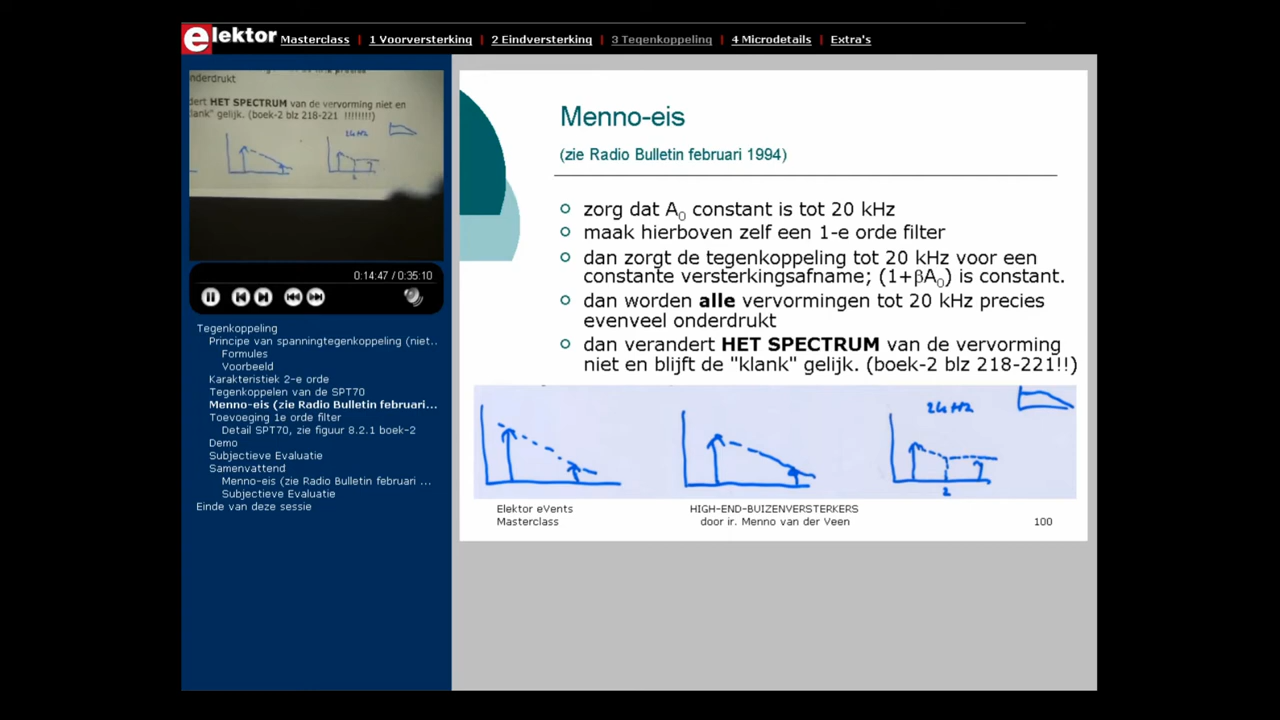 elektor
Masterclass | 1 Voorversterking | 2 Eindversterking | 3 Tegenkoppeling | 4 Microdetails | Extra's
nderdrukt
dert HET SPECTRUM van de vervorming niet en
klank" gelijk. (boek-2 blz 218-221 !!!!!!!!)
0:14:47 / 0:35:10
Tegenkoppeling
Principe van spanningtegenkoppeling (niet...
Formules
Voorbeeld
Karakteristiek 2-e orde
Tegenkoppelen van de SPT70
Menno-eis (zie Radio Bulletin februari...
Toevoeging 1e orde filter
Detail SPT70, zie figuur 8.2.1 boek-2
Demo
Subjectieve Evaluatie
Samenvattend
Menno-eis (zie Radio Bulletin februari ...
Subjectieve Evaluatie
Einde van deze sessie
Menno-eis
(zie Radio Bulletin februari 1994)
zorg dat A₀ constant is tot 20 kHz
maak hierboven zelf een 1-e orde filter
dan zorgt de tegenkoppeling tot 20 kHz voor een
constante versterkingsafname; (1+βA₀) is constant.
dan worden alle vervormingen tot 20 kHz precies
evenveel onderdrukt
dan verandert HET SPECTRUM van de vervorming
niet en blijft de "klank" gelijk. (boek-2 blz 218-221!!)
2
Elektor eVents
Masterclass
HIGH-END-BUIZENVERSTERKERS
door ir. Menno van der Veen
100